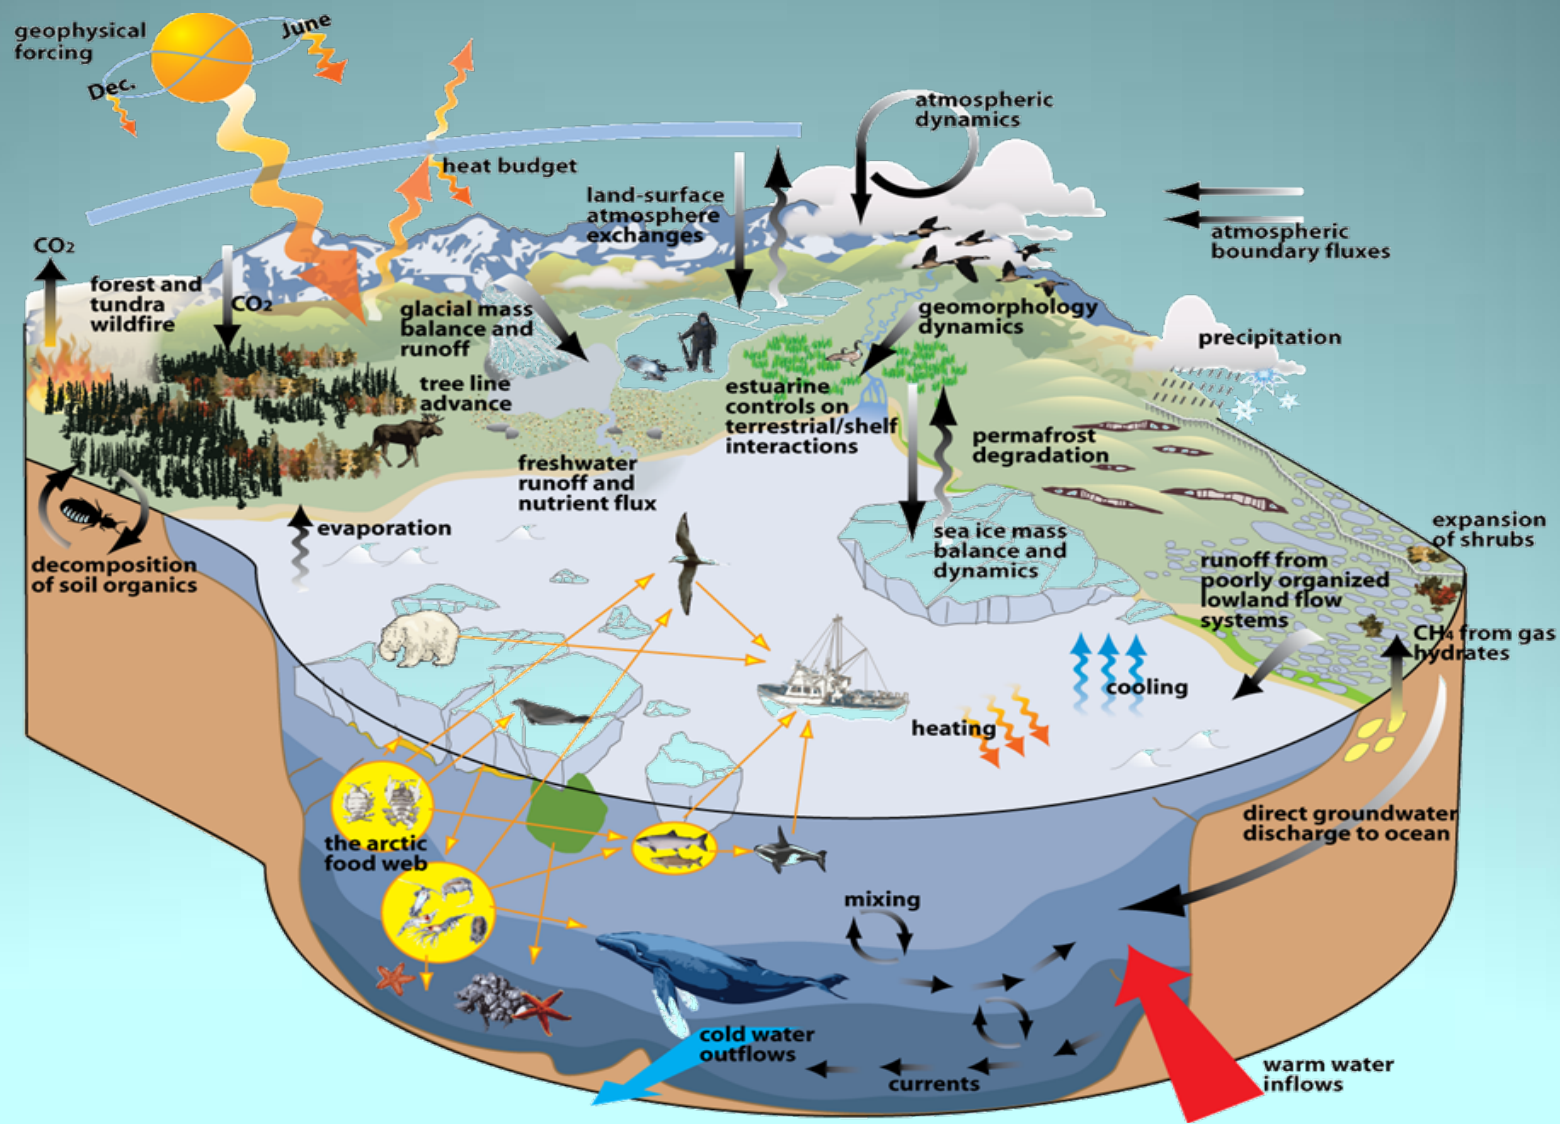 geophysical
forcing
June
Dec.
heat budget
atmospheric
dynamics
land-surface
atmosphere
exchanges
atmospheric
boundary fluxes
CO₂
forest and
tundra
wildfire
CO₂
glacial mass
balance and
runoff
geomorphology
dynamics
precipitation
tree line
advance
estuarine
controls on
terrestrial/shelf
interactions
permafrost
degradation
freshwater
runoff and
nutrient flux
evaporation
sea ice mass
balance and
dynamics
expansion
of shrubs
decomposition
of soil organics
runoff from
poorly organized
lowland flow
systems
CH₄ from gas
hydrates
cooling
heating
direct groundwater
discharge to ocean
the arctic
food web
mixing
cold water
outflows
currents
warm water
inflows